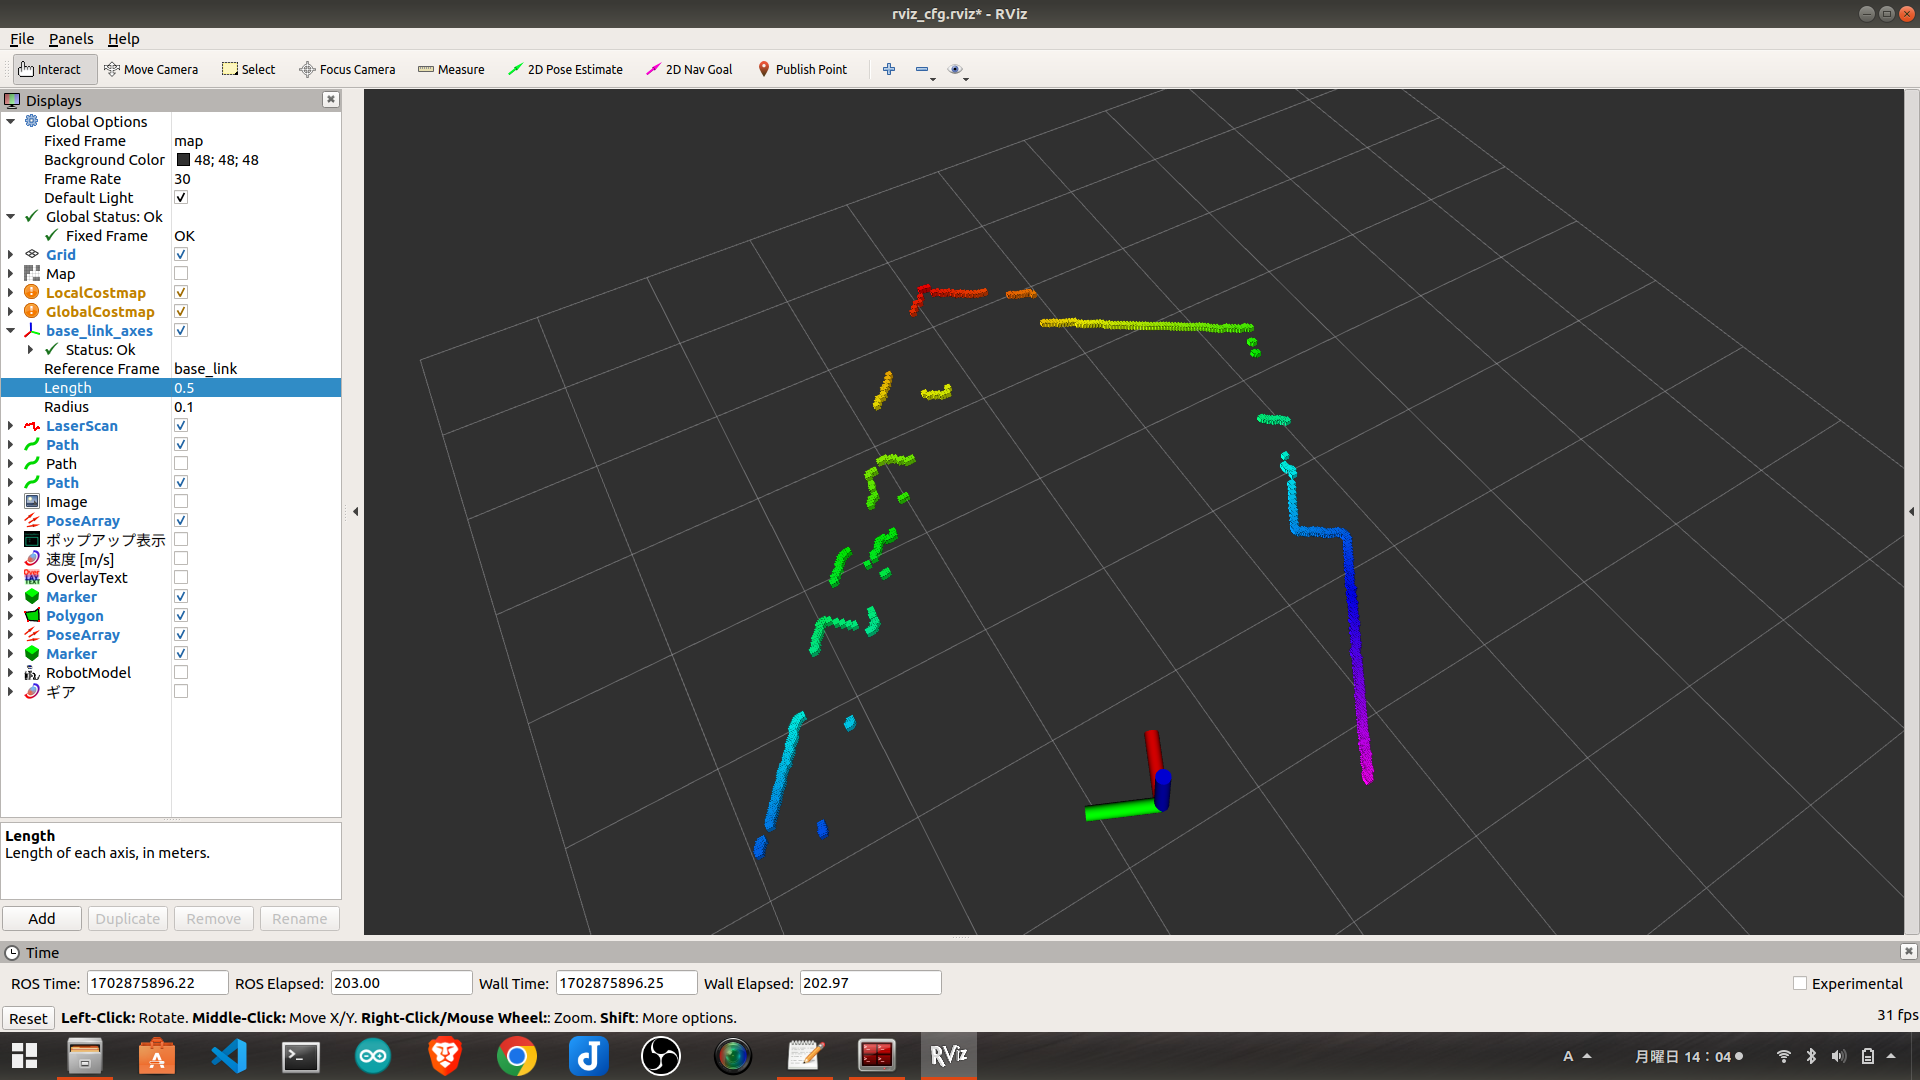 rviz_cfg.rviz* - RViz
File Panels Help
Interact Move Camera Select Focus Camera Measure 2D Pose Estimate 2D Nav Goal Publish Point
Displays
Global Options
Fixed Frame map
Background Color 48; 48; 48
Frame Rate 30
Default Light
Global Status: Ok
Fixed Frame OK
Grid
Map
LocalCostmap
GlobalCostmap
base_link_axes
Status: Ok
Reference Frame base_link
Length 0.5
Radius 0.1
LaserScan
Path
Path
Path
Image
PoseArray
ポップアップ表示
速度 [m/s]
OverlayText
Marker
Polygon
PoseArray
Marker
RobotModel
ギア
Length
Length of each axis, in meters.
Add Duplicate Remove Rename
Time
ROS Time: 1702875896.22 ROS Elapsed: 203.00 Wall Time: 1702875896.25 Wall Elapsed: 202.97 Experimental
Reset Left-Click: Rotate. Middle-Click: Move X/Y. Right-Click/Mouse Wheel:: Zoom. Shift: More options. 31 fps
RViz A 月曜日 14：04